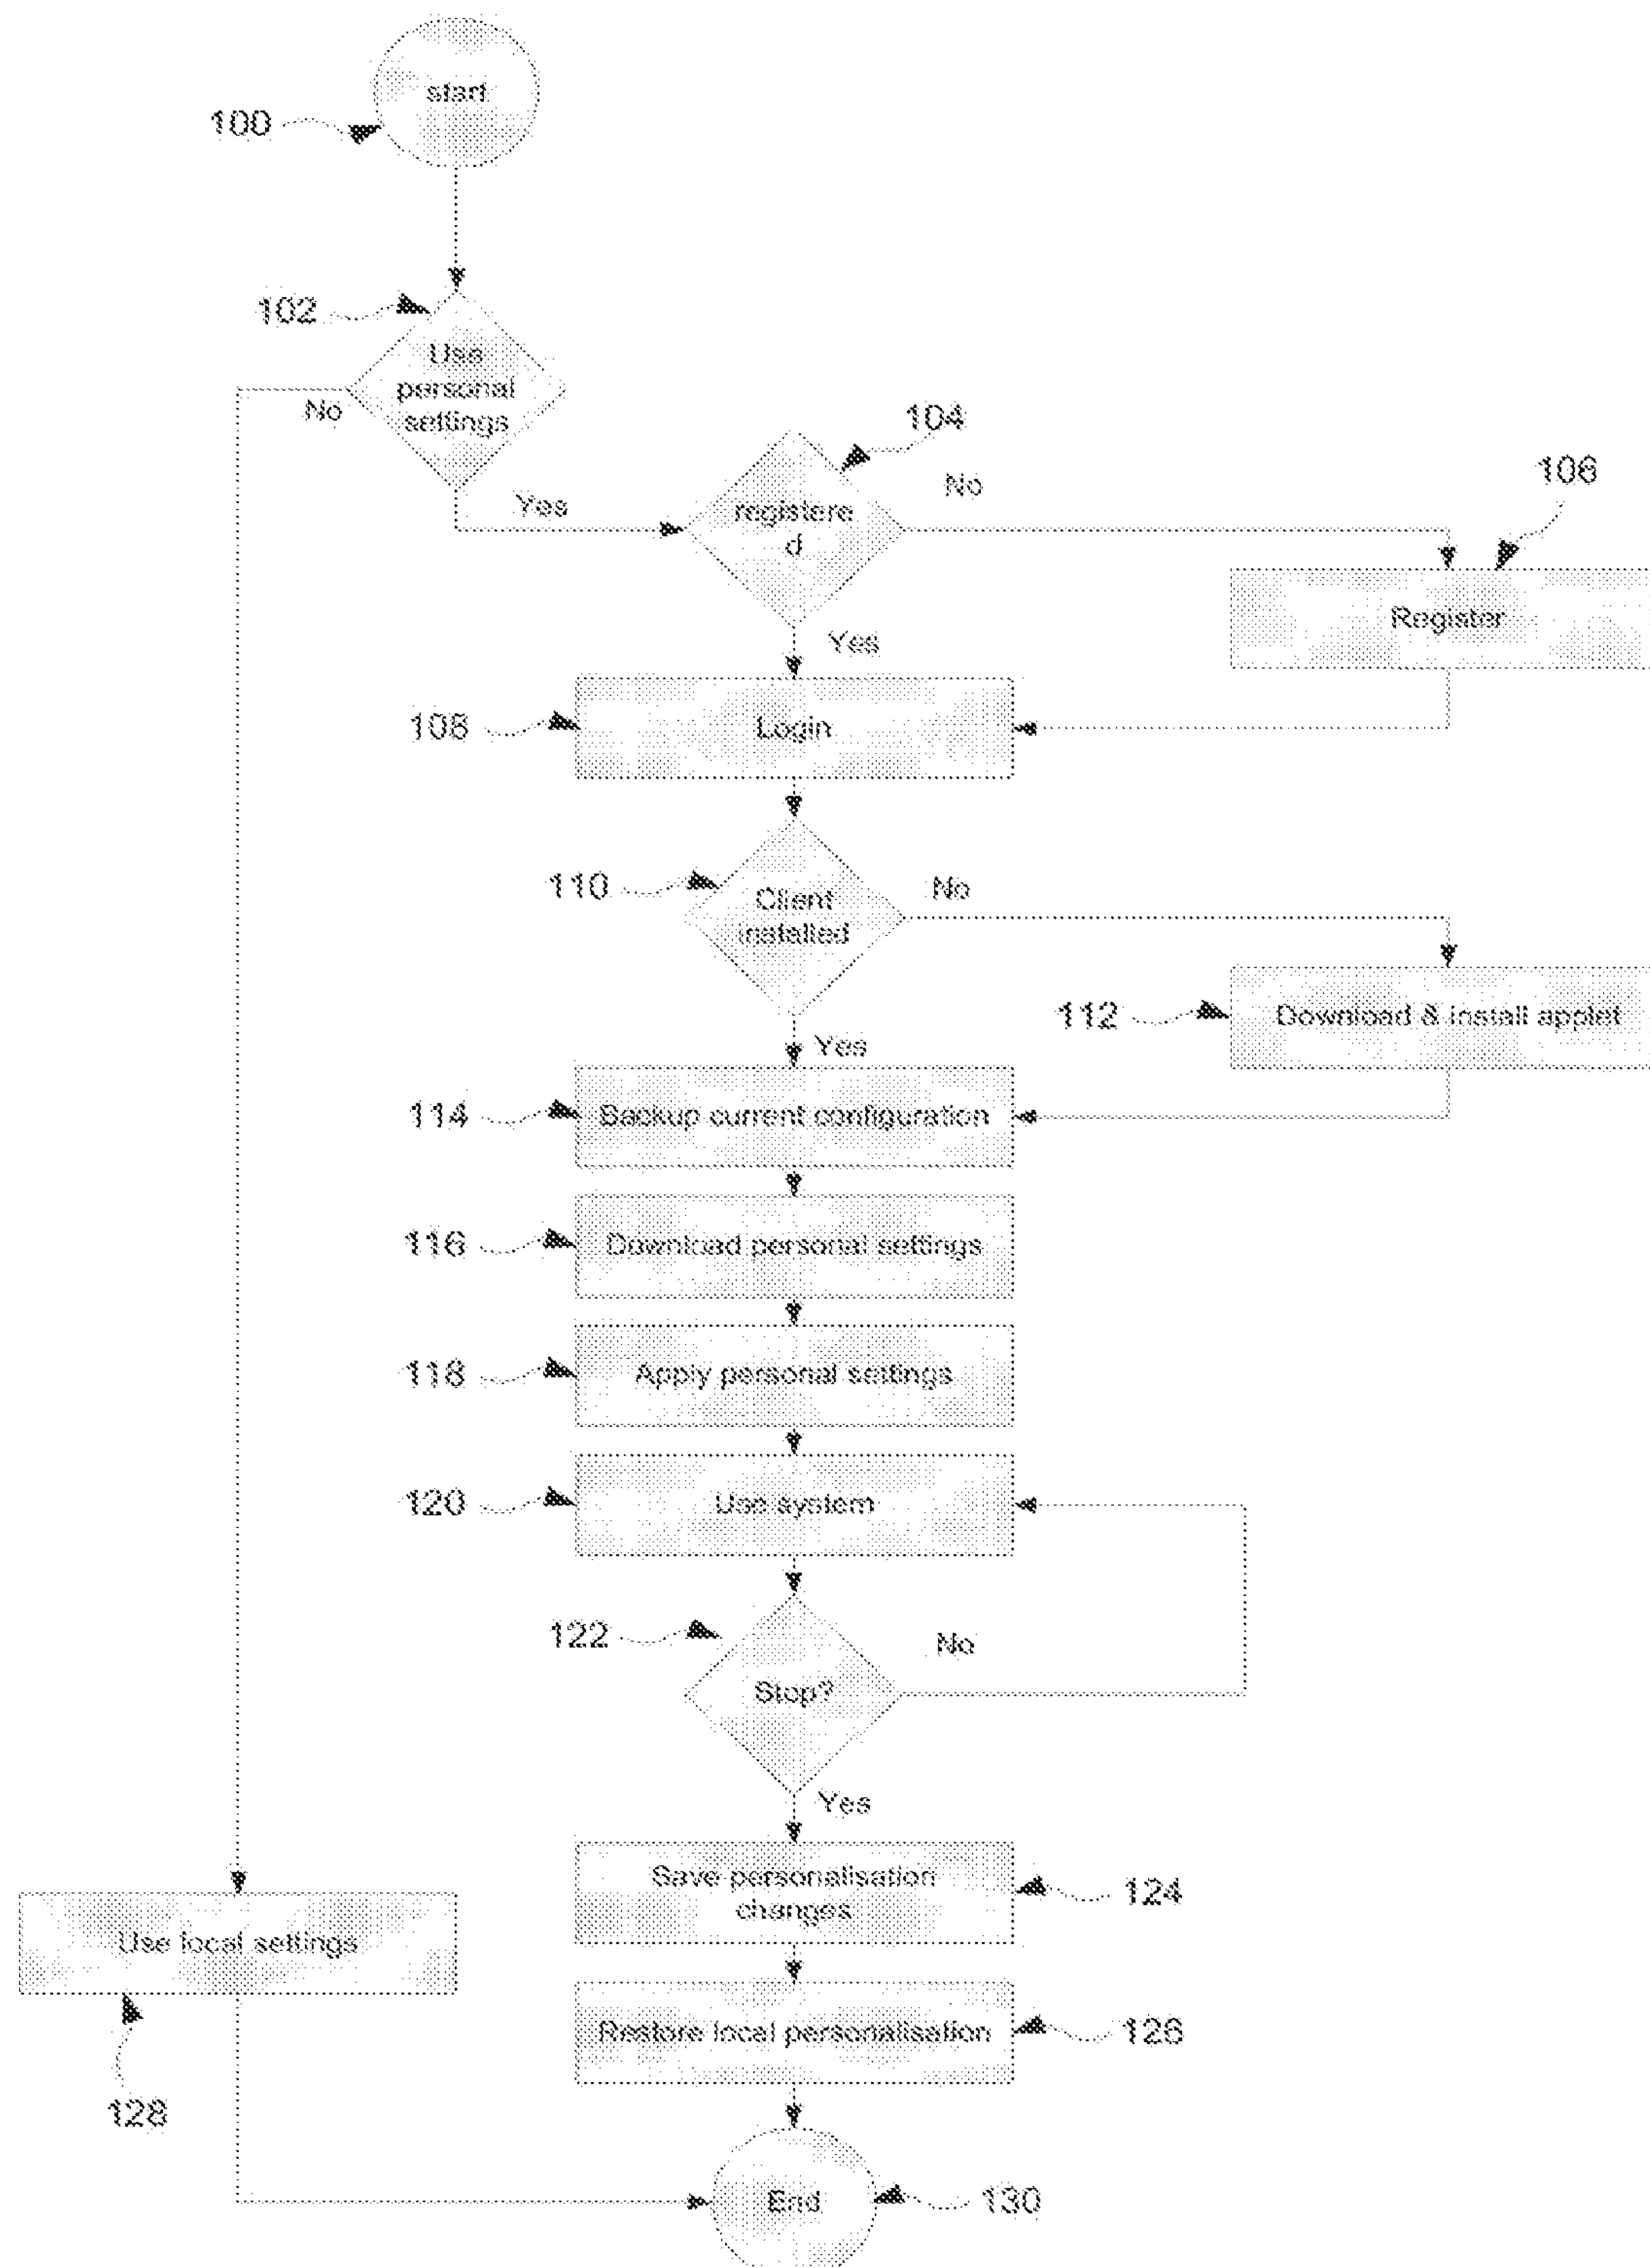 start
100
102
Use
personal
settings
No
Yes
104
registere
d
No
106
Register
Yes
108
Login
110
Client
installed
No
112
Download & install applet
Yes
114
Backup current configuration
116
Download personal settings
118
Apply personal settings
120
Use system
122
Stop?
No
Yes
Save personalisation
changes
124
Use local settings
128
Restore local personalisation
126
End
130